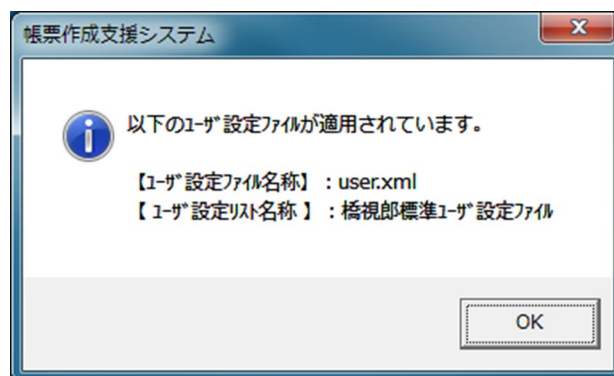 帳票作成支援システム
以下のﾕｰｻﾞ設定ﾌｧｲﾙが適用されています。
【ﾕｰｻﾞ設定ﾌｧｲﾙ名称】：user.xml
【 ﾕｰｻﾞ設定ﾘｽﾄ名称 】：橋視郎標準ﾕｰｻﾞ設定ﾌｧｲﾙ
OK